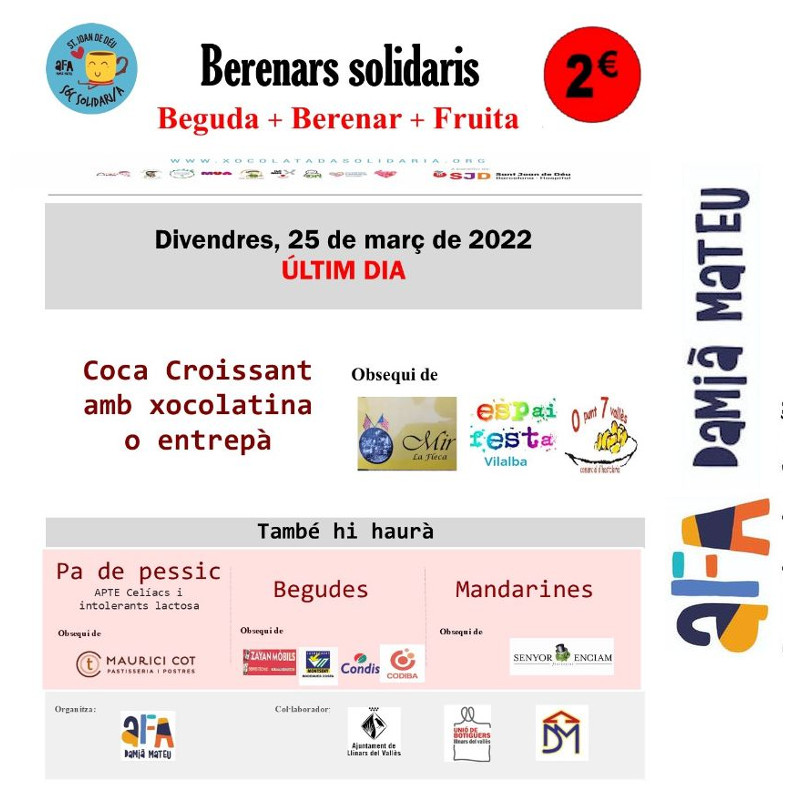 ST. JOAN DE DÉU
aFA
SÓC SOLIDARI/A
Berenars solidaris
2€
Beguda + Berenar + Fruita
WWW.XOCOLATADASOLIDARIA.ORG
SJD Sant Joan de Déu
Barcelona · Hospital
Divendres, 25 de març de 2022
ÚLTIM DIA
Coca Croissant
amb xocolatina
o entrepà
Obsequi de
Mir
La Fleca
espai
festa
Vilalba
0 punt 7 vallès
També hi haurà
Pa de pessic
APTE Celíacs i
intolerants lactosa
Obsequi de
MAURICI COT
PASTISSERIA I POSTRES
Begudes
Obsequi de
ZAYAN MÒBILS
MONTSENY
Condis
CODIBA
Mandarines
Obsequi de
SENYOR ENCIAM
Organitza:
aFA
DaMià MaTEU
Col·laborador:
Ajuntament de
Llinars del Vallès
UNIÓ DE
BOTIGUERS
llinars del vallès
DM
aFA DaMià MaTEU